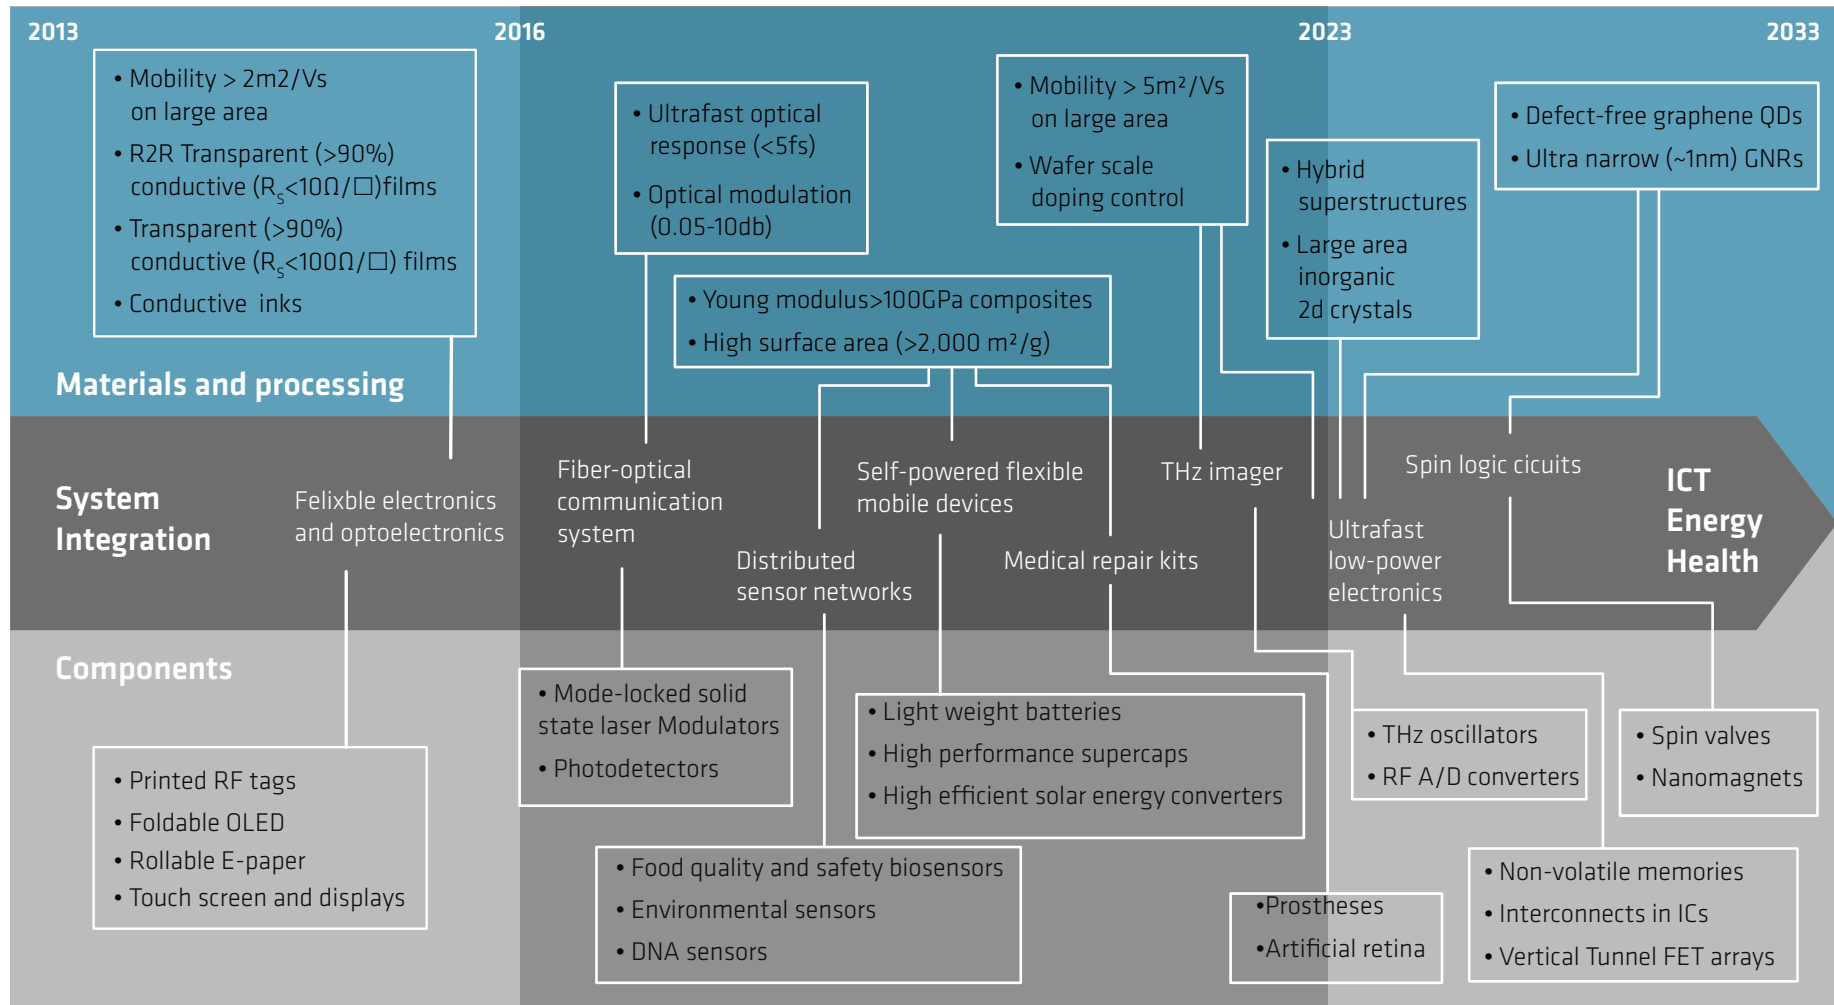 2013
2016
2023
2033
• Mobility > 2m2/Vs
on large area
• R2R Transparent (>90%)
conductive (Rs<10Ω/□)films
• Transparent (>90%)
conductive (Rs<100Ω/□) films
• Conductive inks
• Ultrafast optical
response (<5fs)
• Optical modulation
(0.05-10db)
• Young modulus>100GPa composites
• High surface area (>2,000 m²/g)
• Mobility > 5m²/Vs
on large area
• Wafer scale
doping control
• Hybrid
superstructures
• Large area
inorganic
2d crystals
• Defect-free graphene QDs
• Ultra narrow (~1nm) GNRs
Materials and processing
System
Integration
Felixble electronics
and optoelectronics
Fiber-optical
communication
system
Distributed
sensor networks
Self-powered flexible
mobile devices
Medical repair kits
THz imager
Ultrafast
low-power
electronics
Spin logic cicuits
ICT
Energy
Health
Components
• Printed RF tags
• Foldable OLED
• Rollable E-paper
• Touch screen and displays
• Mode-locked solid
state laser Modulators
• Photodetectors
• Food quality and safety biosensors
• Environmental sensors
• DNA sensors
• Light weight batteries
• High performance supercaps
• High efficient solar energy converters
•Prostheses
•Artificial retina
• THz oscillators
• RF A/D converters
• Non-volatile memories
• Interconnects in ICs
• Vertical Tunnel FET arrays
• Spin valves
• Nanomagnets